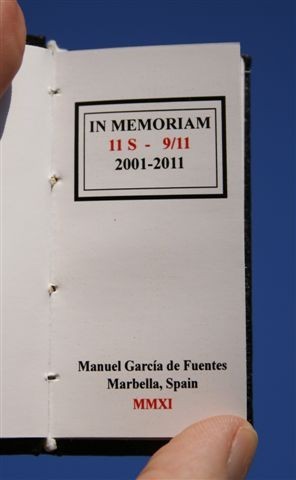 IN MEMORIAM
11 S - 9/11
2001-2011
Manuel García de Fuentes
Marbella, Spain
MMXI